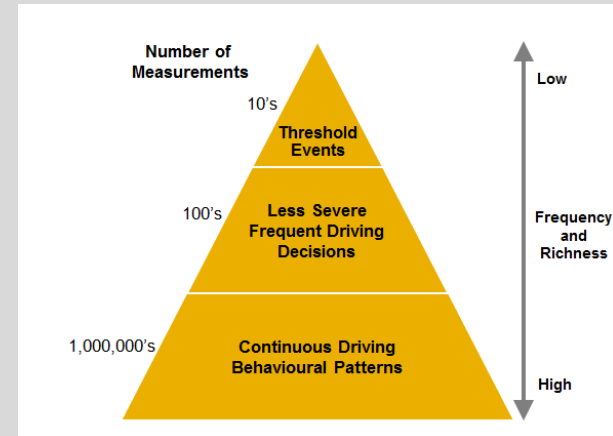 Number of
Measurements
10's
Threshold
Events
100's
Less Severe
Frequent Driving
Decisions
1,000,000's
Continuous Driving
Behavioural Patterns
Low
Frequency
and
Richness
High